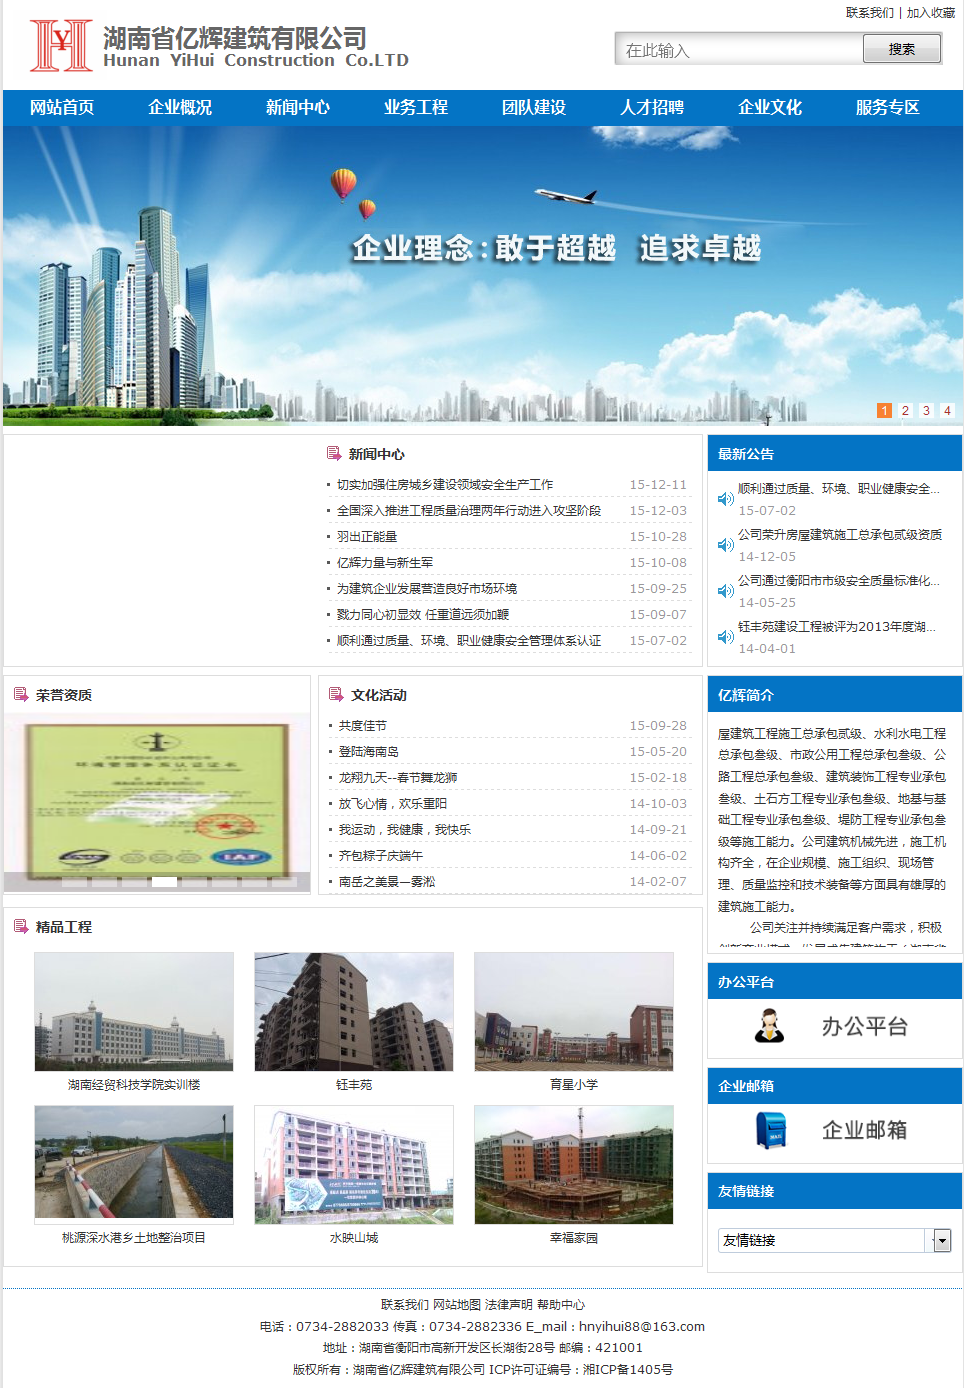 联系我们 | 加入收藏
湖南省亿辉建筑有限公司
Hunan YiHui Construction Co.LTD
在此输入
搜索
网站首页 企业概况 新闻中心 业务工程 团队建设 人才招聘 企业文化 服务专区
企业理念:敢于超越 追求卓越
1 2 3 4
新闻中心
切实加强住房城乡建设领域安全生产工作 15-12-11
全国深入推进工程质量治理两年行动进入攻坚阶段 15-12-03
羽出正能量 15-10-28
亿辉力量与新生军 15-10-08
为建筑企业发展营造良好市场环境 15-09-25
戮力同心初显效 任重道远须加鞭 15-09-07
顺利通过质量、环境、职业健康安全管理体系认证 15-07-02
最新公告
顺利通过质量、环境、职业健康安全...
15-07-02
公司荣升房屋建筑施工总承包贰级资质
14-12-05
公司通过衡阳市市级安全质量标准化...
14-05-25
钰丰苑建设工程被评为2013年度湖...
14-04-01
荣誉资质
文化活动
共度佳节 15-09-28
登陆海南岛 15-05-20
龙翔九天--春节舞龙狮 15-02-18
放飞心情，欢乐重阳 14-10-03
我运动，我健康，我快乐 14-09-21
齐包粽子庆端午 14-06-02
南岳之美景—雾淞 14-02-07
亿辉简介
屋建筑工程施工总承包贰级、水利水电工程
总承包叁级、市政公用工程总承包叁级、公
路工程总承包叁级、建筑装饰工程专业承包
叁级、土石方工程专业承包叁级、地基与基
础工程专业承包叁级、堤防工程专业承包叁
级等施工能力。公司建筑机械先进，施工机
构齐全，在企业规模、施工组织、现场管
理、质量监控和技术装备等方面具有雄厚的
建筑施工能力。
公司关注并持续满足客户需求，积极
精品工程
湖南经贸科技学院实训楼 钰丰苑 育星小学
桃源深水港乡土地整治项目 水映山城 幸福家园
办公平台
办公平台
企业邮箱
MAIL
企业邮箱
友情链接
友情链接
联系我们 网站地图 法律声明 帮助中心
电话：0734-2882033 传真：0734-2882336 E_mail：hnyihui88@163.com
地址：湖南省衡阳市高新开发区长湖街28号 邮编：421001
版权所有：湖南省亿辉建筑有限公司 ICP许可证编号：湘ICP备1405号